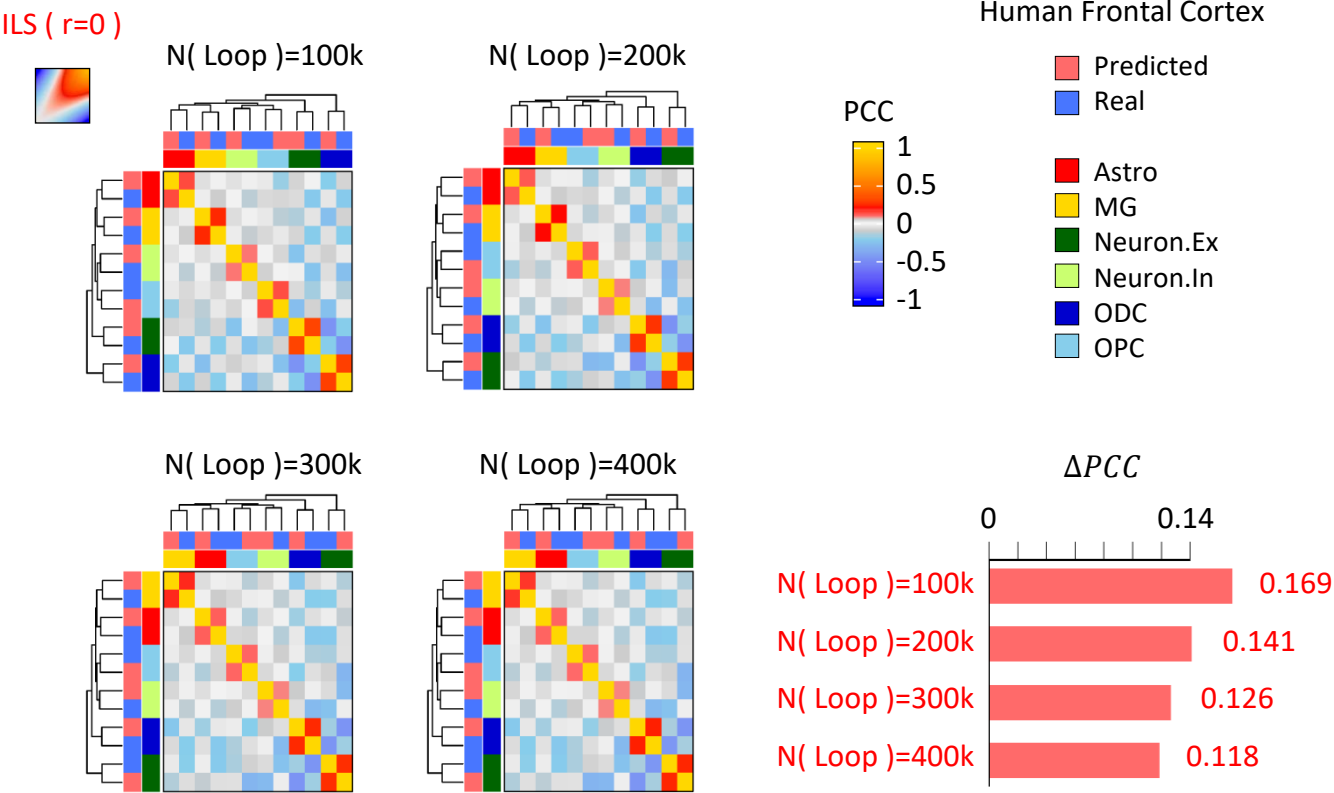 ILS ( r=0 )
N( Loop )=100k
N( Loop )=200k
Human Frontal Cortex
Predicted
Real
PCC
1
0.5
0
-0.5
-1
Astro
MG
Neuron.Ex
Neuron.In
ODC
OPC
N( Loop )=300k
N( Loop )=400k
ΔPCC
0 0.14
N( Loop )=100k 0.169
N( Loop )=200k 0.141
N( Loop )=300k 0.126
N( Loop )=400k 0.118